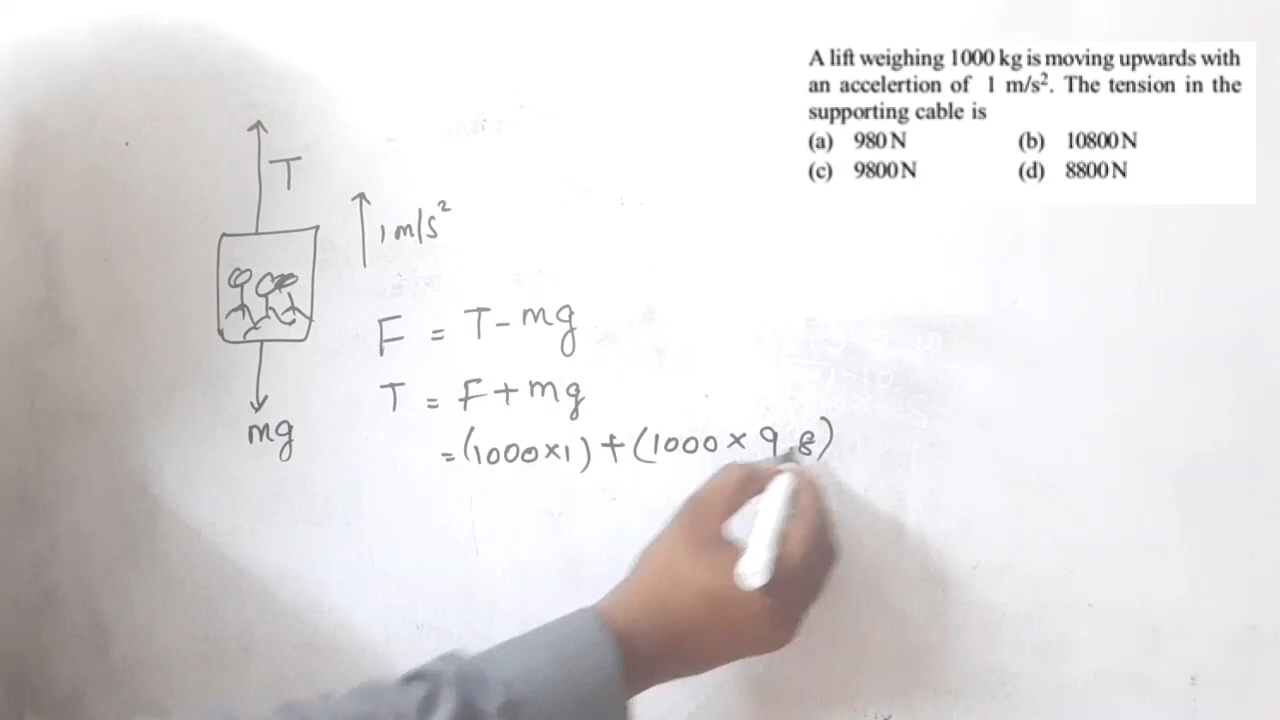 A lift weighing 1000 kg is moving upwards with
an accelertion of 1 m/s². The tension in the
supporting cable is
(a) 980 N (b) 10800 N
(c) 9800 N (d) 8800 N
T
1 m/s²
mg
F = T - mg
T = F + mg
= (1000 × 1) + (1000 × 9.8)